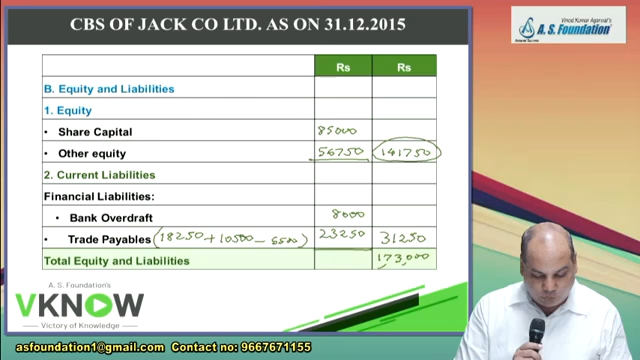 CBS OF JACK CO LTD. AS ON 31.12.2015
Vinod Kumar Agarwal's
A. S. Foundation®
Rs Rs
B. Equity and Liabilities
1. Equity
• Share Capital 85000
• Other equity 56750 141750
2. Current Liabilities
Financial Liabilities:
• Bank Overdraft 8000
• Trade Payables (18250+10500-5500) 23250 31250
Total Equity and Liabilities 173,000
A. S. Foundation's
VKNOW
- Victory of Knowledge -
asfoundation1@gmail.com Contact no: 9667671155